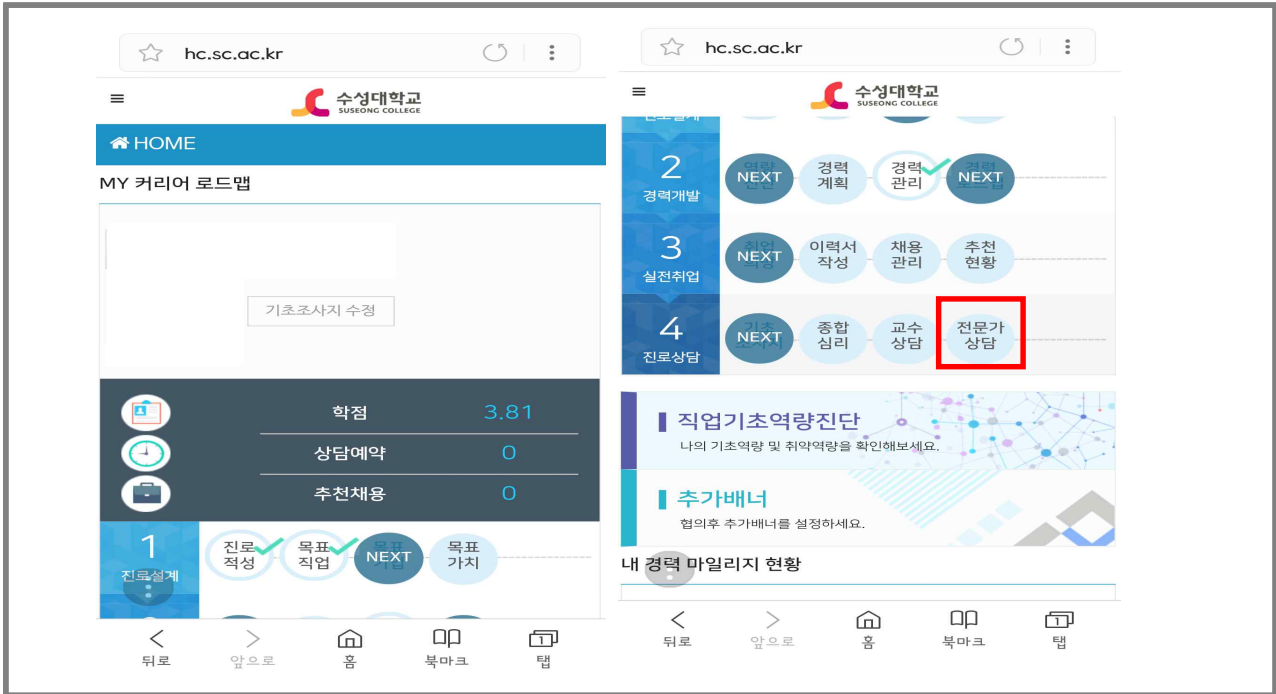 hc.sc.ac.kr
수성대학교
SUSEONG COLLEGE
HOME
MY 커리어 로드맵
기초조사지 수정
학점 3.81
상담예약 0
추천채용 0
1
진로설계
진로
적성
목표
직업
NEXT
목표
가치
뒤로
앞으로
홈
북마크
1
탭
hc.sc.ac.kr
수성대학교
SUSEONG COLLEGE
2
경력개발
NEXT
경력
계획
경력
관리
NEXT
3
실전취업
NEXT
이력서
작성
채용
관리
추천
현황
4
진로상담
NEXT
종합
심리
교수
상담
전문가
상담
직업기초역량진단
나의 기초역량 및 취약역량을 확인해보세요.
추가배너
협의후 추가배너를 설정하세요.
내 경력 마일리지 현황
뒤로
앞으로
홈
북마크
1
탭